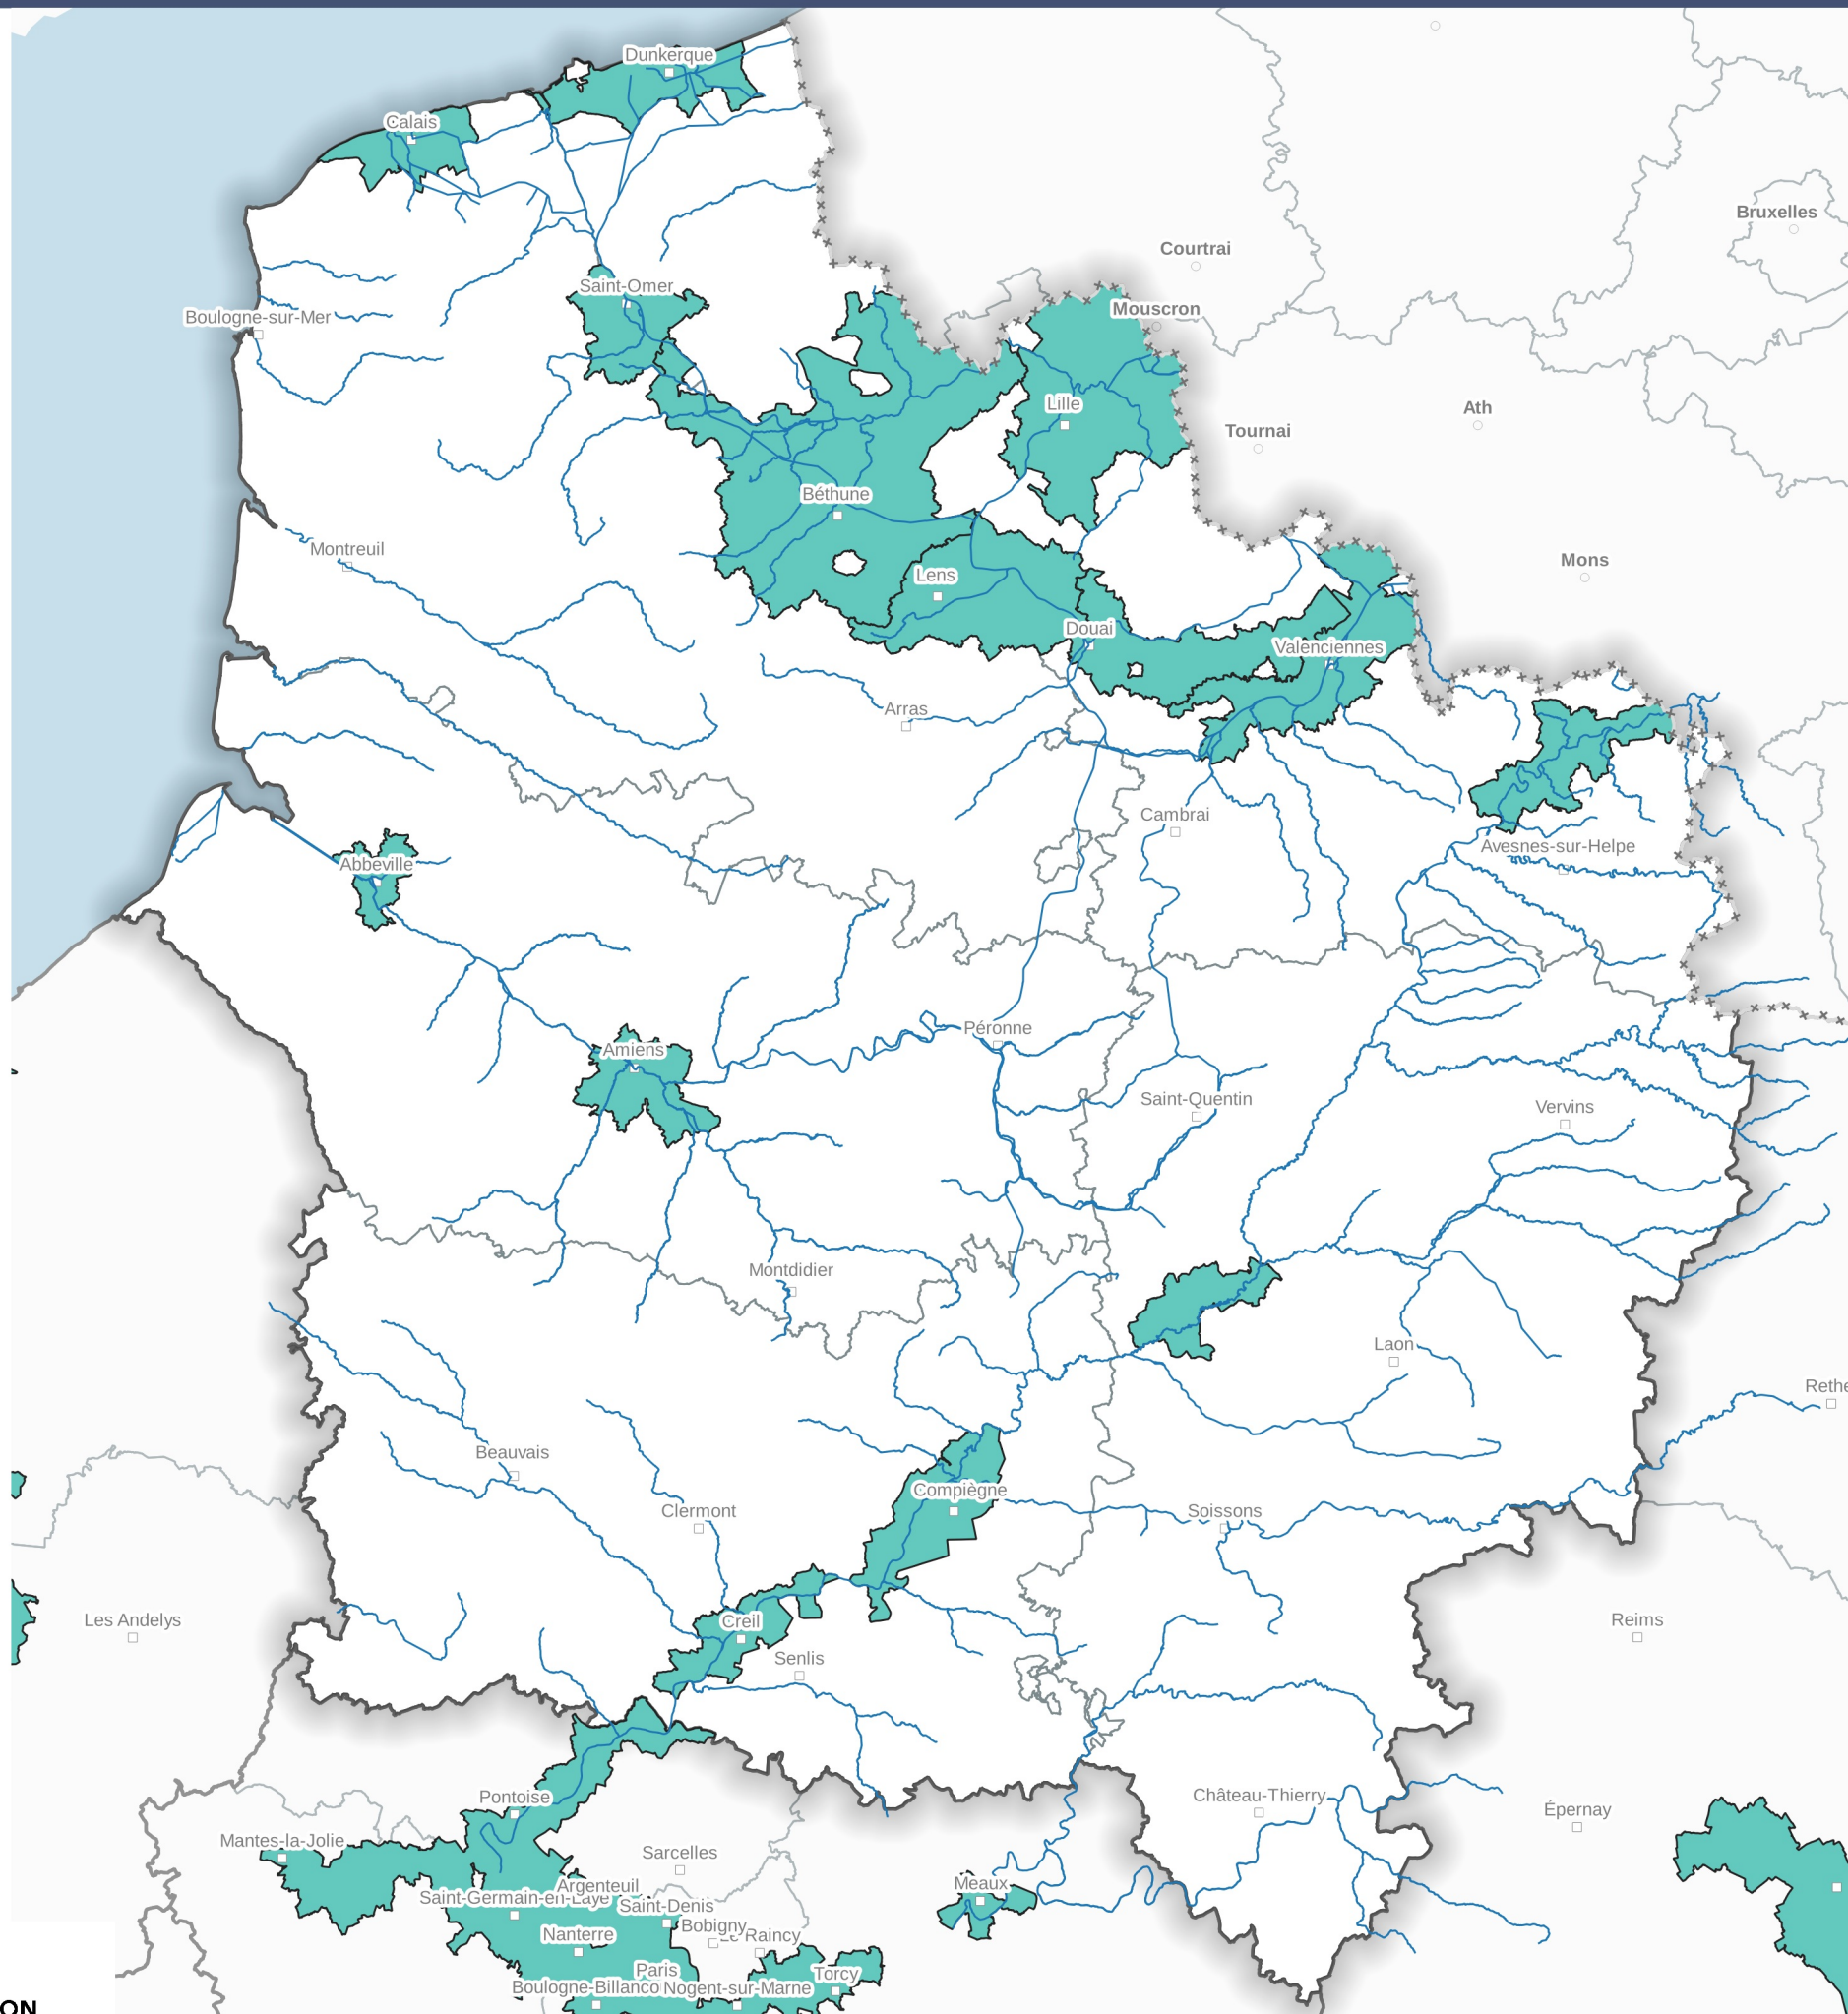 Dunkerque
Calais
Bruxelles
Courtrai
Saint-Omer
Mouscron
Boulogne-sur-Mer
Lille
Ath
Tournai
Béthune
Montreuil
Mons
Lens
Douai
Valenciennes
Arras
Cambrai
Avesnes-sur-Helpe
Abbeville
Péronne
Amiens
Saint-Quentin
Vervins
Montdidier
Laon
Rethe
Beauvais
Compiègne
Clermont
Soissons
Les Andelys
Creil
Reims
Senlis
Pontoise
Château-Thierry
Épernay
Mantes-la-Jolie
Sarcelles
Meaux
Argenteuil
Saint-Germain-en-Laye
Saint-Denis
Bobigny
Le Raincy
Nanterre
Paris
Torcy
Boulogne-Billanco
Nogent-sur-Marne
ON